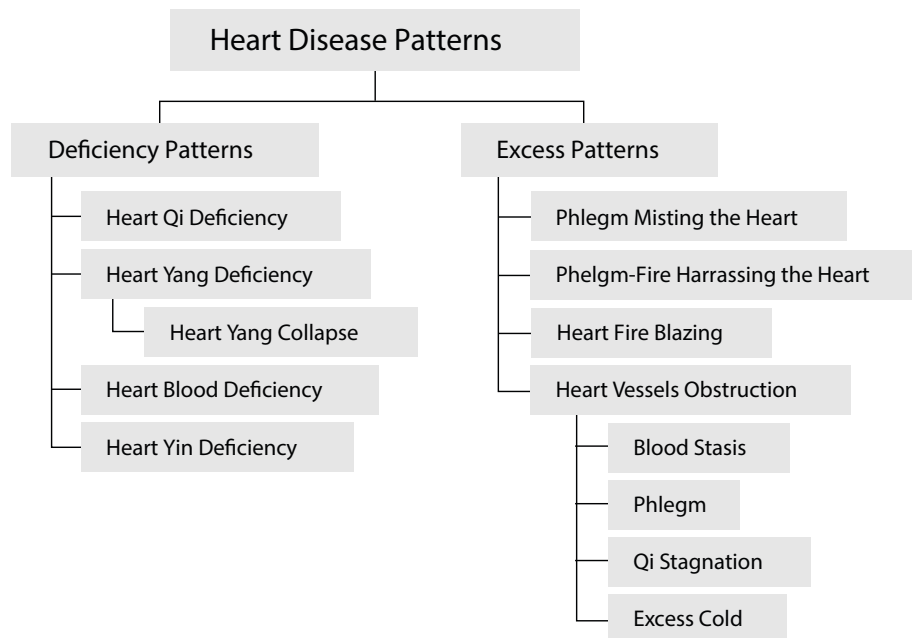 Heart Disease Patterns
Deficiency Patterns
Heart Qi Deficiency
Heart Yang Deficiency
Heart Yang Collapse
Heart Blood Deficiency
Heart Yin Deficiency
Excess Patterns
Phlegm Misting the Heart
Phelgm-Fire Harrassing the Heart
Heart Fire Blazing
Heart Vessels Obstruction
Blood Stasis
Phlegm
Qi Stagnation
Excess Cold